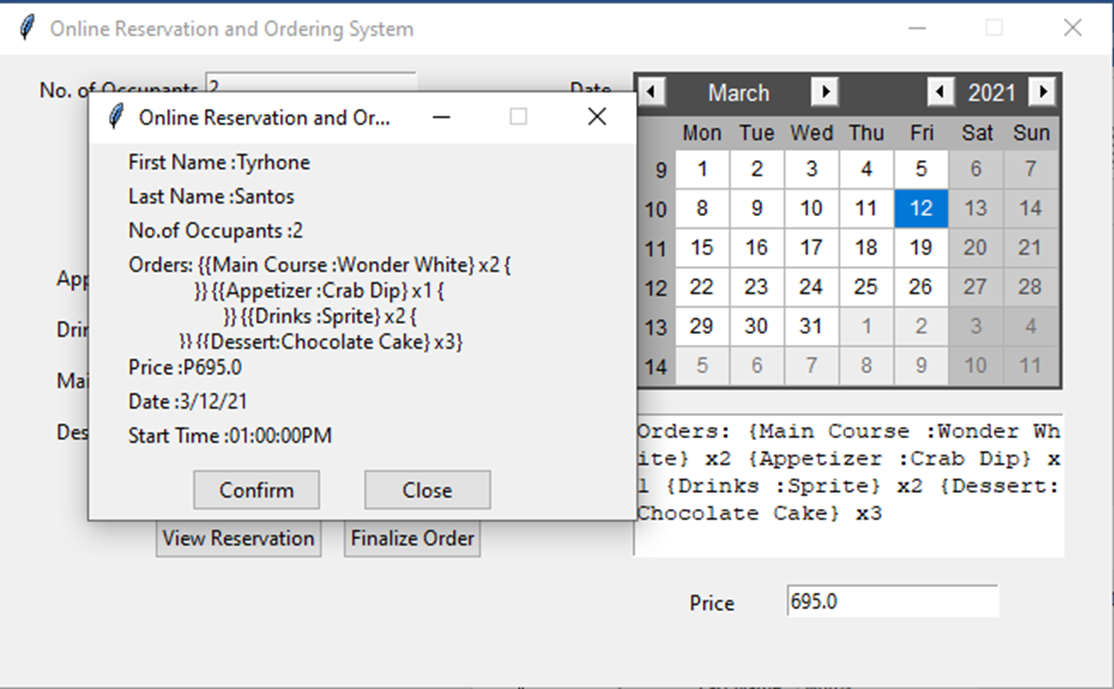 Online Reservation and Ordering System
No. of Occupants 2
Date
March 2021
Mon Tue Wed Thu Fri Sat Sun
9 1 2 3 4 5 6 7
10 8 9 10 11 12 13 14
11 15 16 17 18 19 20 21
12 22 23 24 25 26 27 28
13 29 30 31 1 2 3 4
14 5 6 7 8 9 10 11
Online Reservation and Or...
First Name :Tyrhone
Last Name :Santos
No.of Occupants :2
Orders: {{Main Course :Wonder White} x2 {
}} {{Appetizer :Crab Dip} x1 {
}} {{Drinks :Sprite} x2 {
}} {{Dessert:Chocolate Cake} x3}
Price :P695.0
Date :3/12/21
Start Time :01:00:00PM
Confirm Close
App
Drin
Mai
Des
View Reservation Finalize Order
Orders: {Main Course :Wonder Wh
ite} x2 {Appetizer :Crab Dip} x
1 {Drinks :Sprite} x2 {Dessert:
Chocolate Cake} x3
Price 695.0